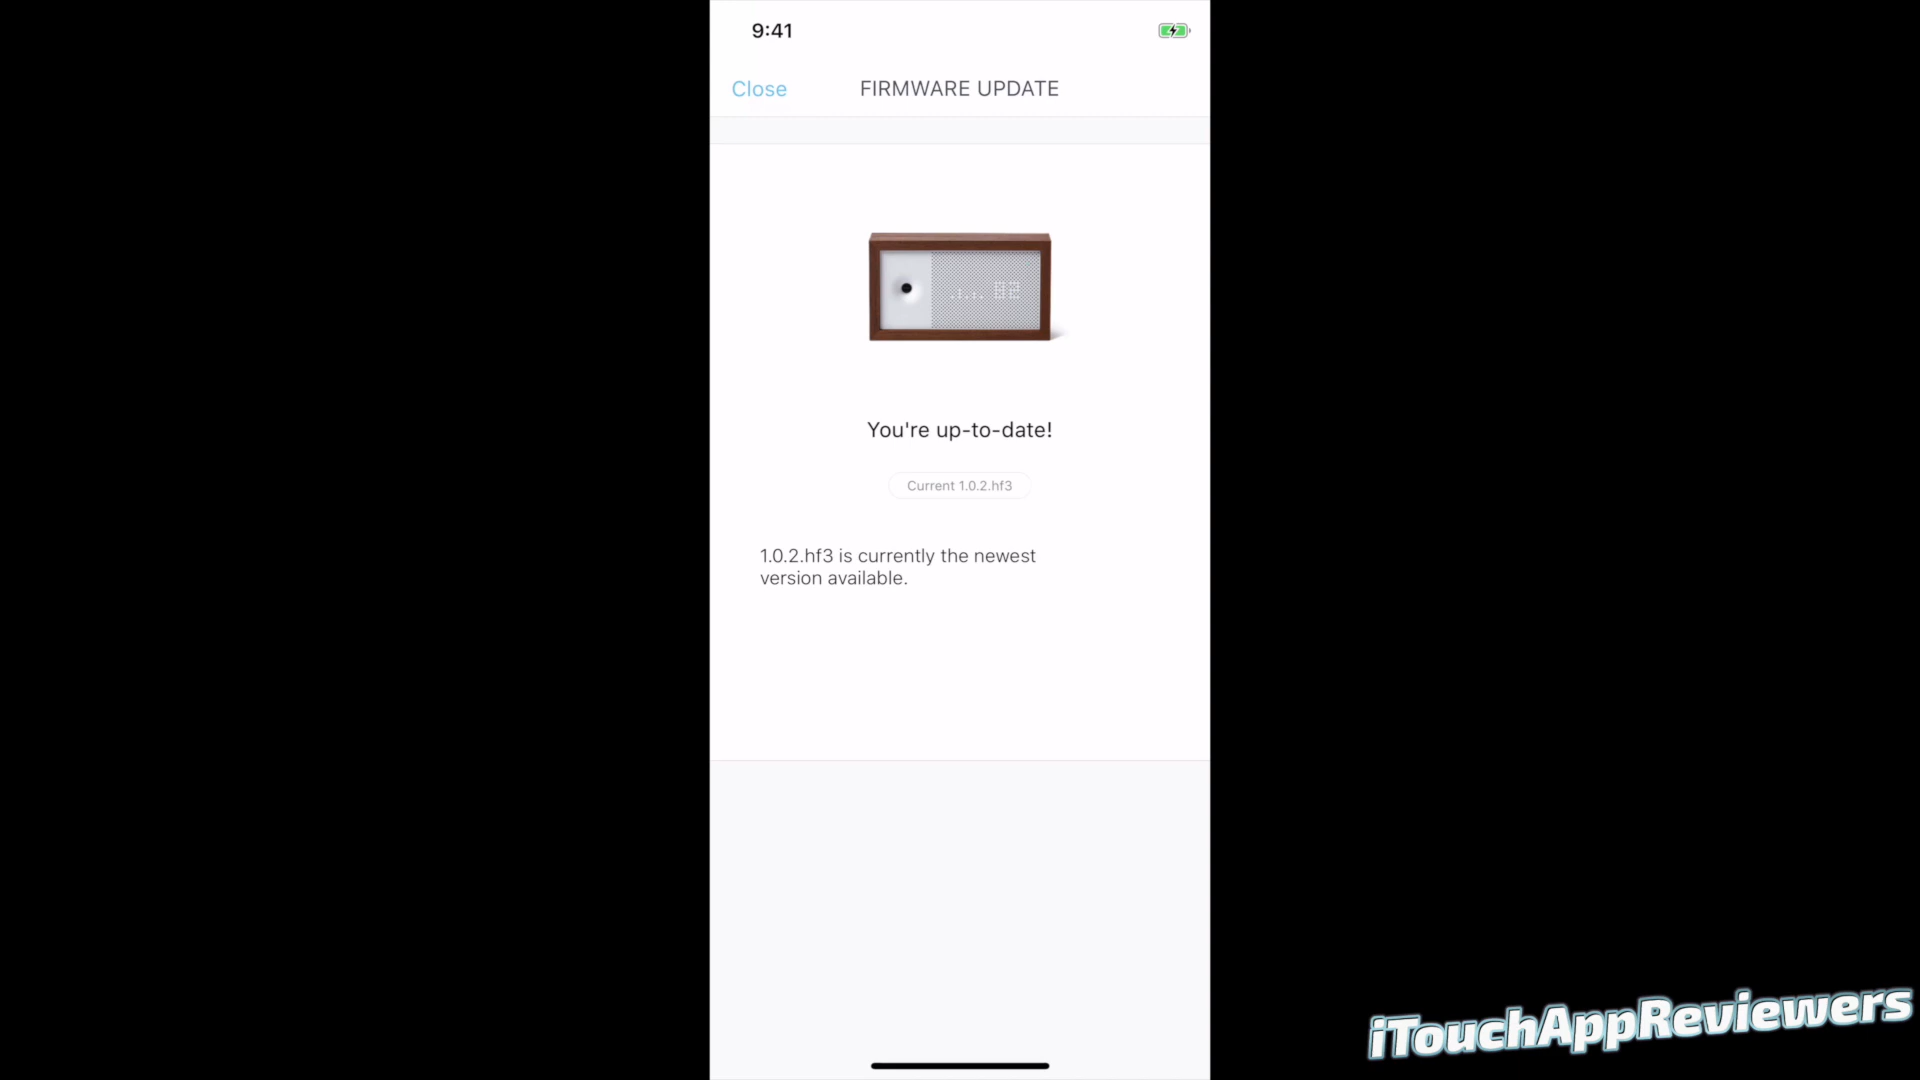 9:41
Close
FIRMWARE UPDATE
82
You're up-to-date!
Current 1.0.2.hf3
1.0.2.hf3 is currently the newest
version available.
iTouchAppReviewers